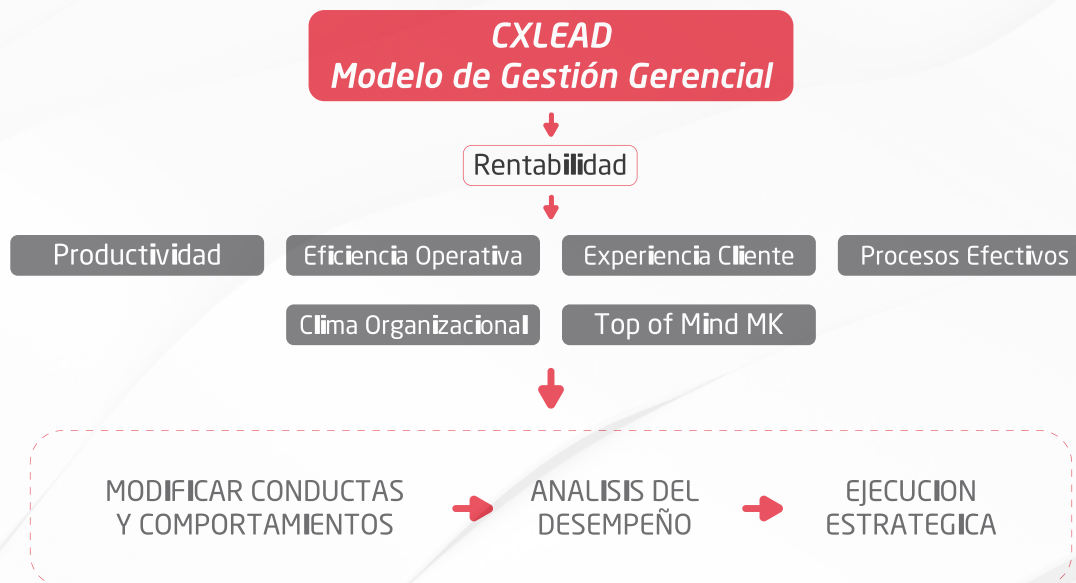 CXLEAD
Modelo de Gestión Gerencial
Rentabilidad
Productividad
Eficiencia Operativa
Experiencia Cliente
Procesos Efectivos
Clima Organizacional
Top of Mind MK
MODIFICAR CONDUCTAS
Y COMPORTAMIENTOS
ANALISIS DEL
DESEMPEÑO
EJECUCION
ESTRATEGICA